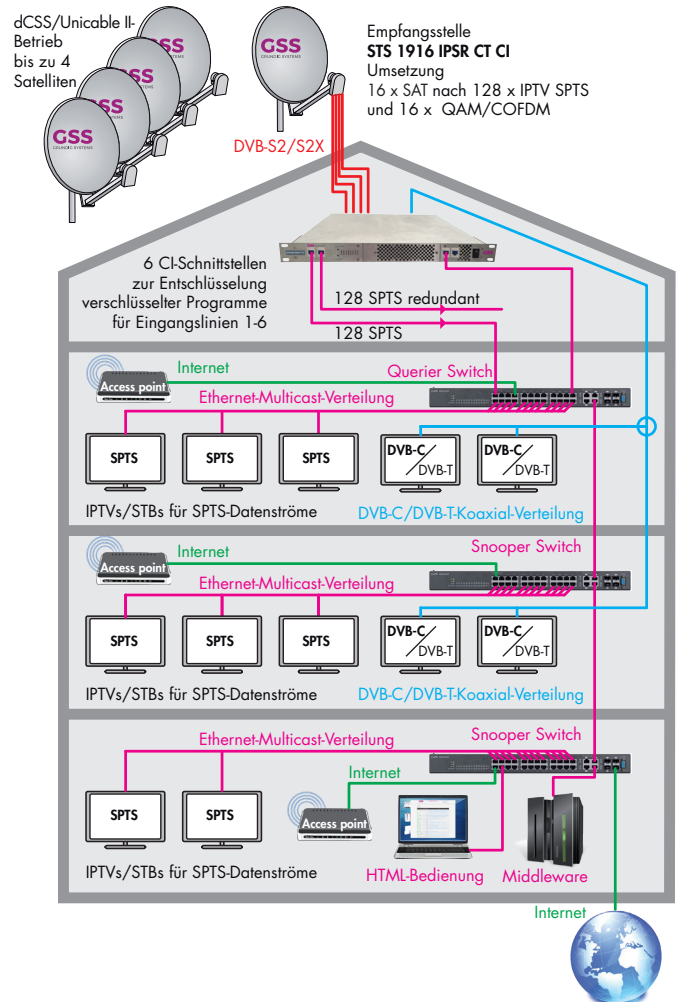 dCSS/Unicable II-
Betrieb
bis zu 4
Satelliten
GSS
GRUNDIG SYSTEMS
GSS
GSS
GSS
GSS
GRUNDIG SYSTEMS
Empfangsstelle
STS 1916 IPSR CT CI
Umsetzung
16 x SAT nach 128 x IPTV SPTS
und 16 x QAM/COFDM
DVB-S2/S2X
6 CI-Schnittstellen
zur Entschlüsselung
verschlüsselter Programme
für Eingangslinien 1-6
128 SPTS redundant
128 SPTS
Internet
Querier Switch
Access point
Ethernet-Multicast-Verteilung
SPTS
SPTS
SPTS
DVB-C/DVB-T
DVB-C/DVB-T
IPTVs/STBs für SPTS-Datenströme
DVB-C/DVB-T-Koaxial-Verteilung
Internet
Snooper Switch
Access point
Ethernet-Multicast-Verteilung
SPTS
SPTS
SPTS
DVB-C/DVB-T
DVB-C/DVB-T
IPTVs/STBs für SPTS-Datenströme
DVB-C/DVB-T-Koaxial-Verteilung
Ethernet-Multicast-Verteilung
Snooper Switch
Internet
SPTS
SPTS
Access point
IPTVs/STBs für SPTS-Datenströme
HTML-Bedienung
Middleware
Internet